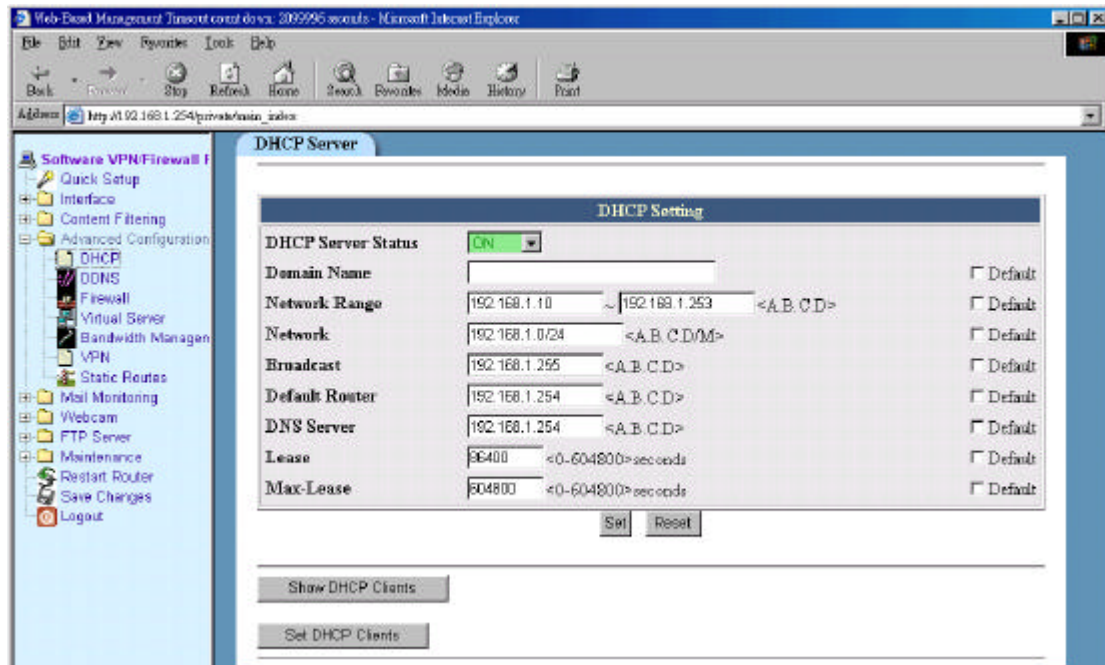 Web-Based Management Timeout count down: 2099996 seconds - Microsoft Internet Explorer
File Edit View Favorites Tools Help
Back Forward Stop Refresh Home Search Favorites Media History Print
Address http://192.168.1.254/private/main_index
Software VPN/Firewall F
Quick Setup
Interface
Content Filtering
Advanced Configuration
DHCP
DDNS
Firewall
Virtual Server
Bandwidth Managen
VPN
Static Routes
Mail Monitoring
Webcam
FTP Server
Maintenance
Restart Router
Save Changes
Logout
DHCP Server
DHCP Setting
DHCP Server Status ON
Domain Name Default
Network Range 192.168.1.10 ~ 192.168.1.253 <A.B.C.D> Default
Network 192.168.1.0/24 <A.B.C.D/M> Default
Broadcast 192.168.1.255 <A.B.C.D> Default
Default Router 192.168.1.254 <A.B.C.D> Default
DNS Server 192.168.1.254 <A.B.C.D> Default
Lease 86400 <0-604800>seconds Default
Max-Lease 604800 <0-604800>seconds Default
Set Reset
Show DHCP Clients
Set DHCP Clients